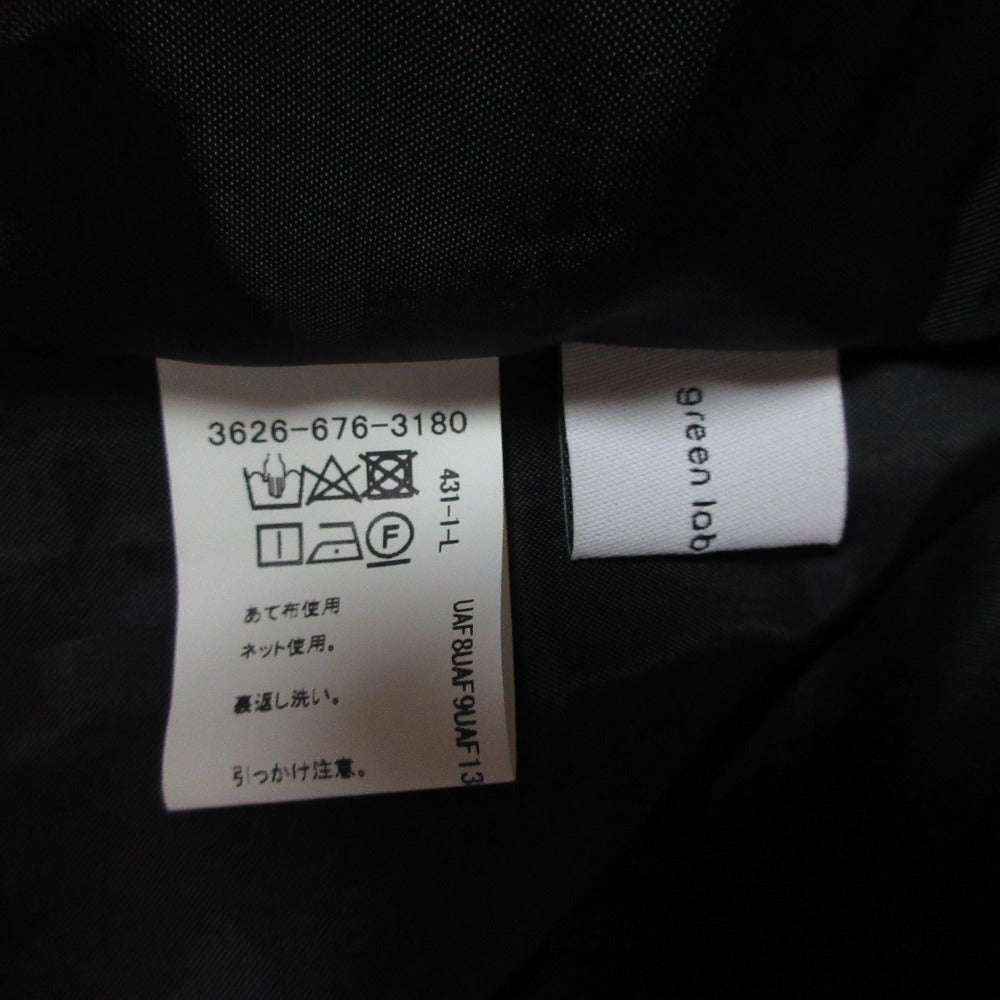 3626-676-3180
431-1-L
F
あて布使用
ネット使用。
裏返し洗い。
引っかけ注意。
UAF8UAF9UAF13
green lab